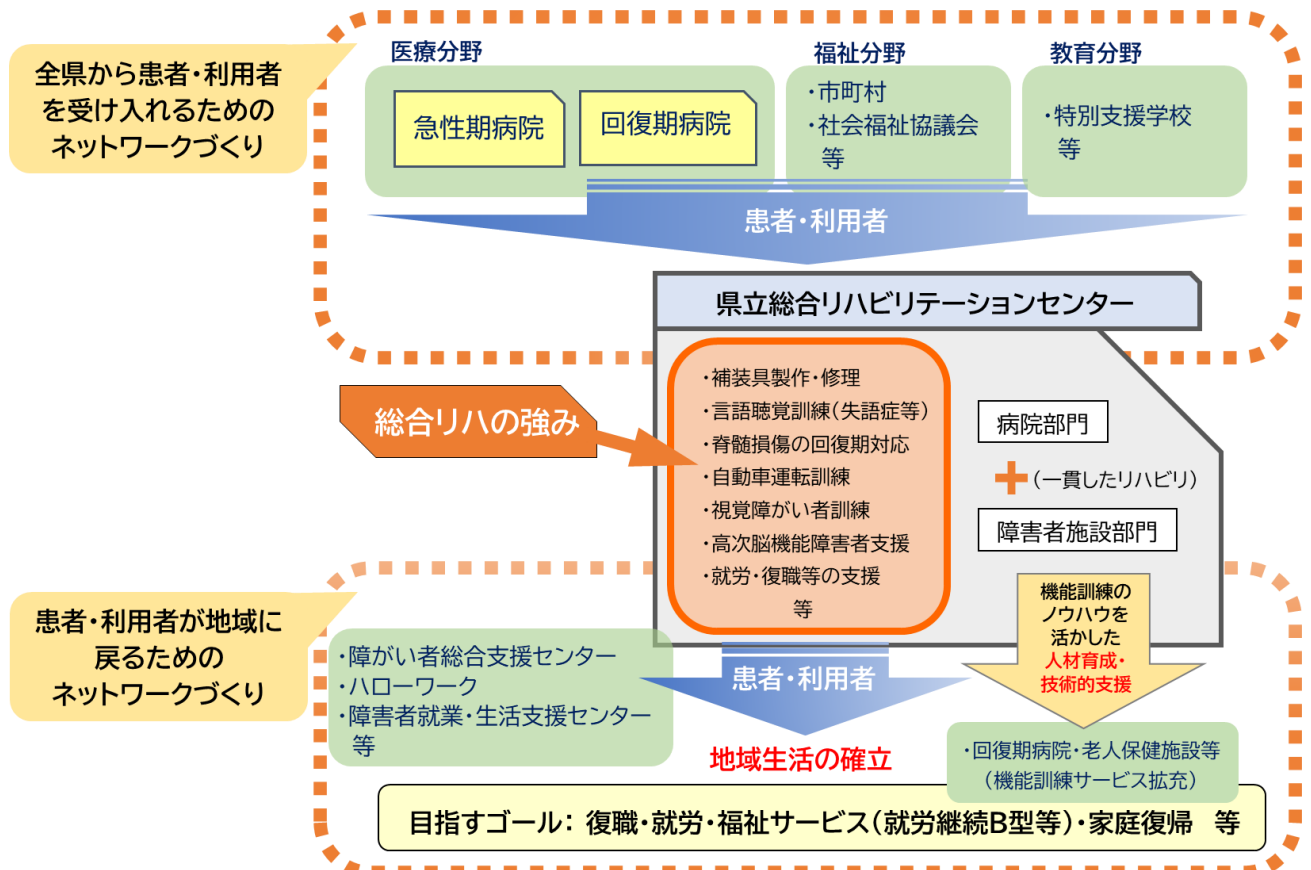 全県から患者・利用者
を受け入れるための
ネットワークづくり
医療分野
急性期病院
回復期病院
福祉分野
・市町村
・社会福祉協議会
等
教育分野
・特別支援学校
等
患者・利用者
県立総合リハビリテーションセンター
総合リハの強み
・補装具製作・修理
・言語聴覚訓練(失語症等)
・脊髄損傷の回復期対応
・自動車運転訓練
・視覚障がい者訓練
・高次脳機能障害者支援
・就労・復職等の支援
等
病院部門
+(一貫したリハビリ)
障害者施設部門
機能訓練の
ノウハウを
活かした
人材育成・
技術的支援
患者・利用者が地域に
戻るための
ネットワークづくり
・障がい者総合支援センター
・ハローワーク
・障害者就業・生活支援センター
等
患者・利用者
地域生活の確立
・回復期病院・老人保健施設等
(機能訓練サービス拡充)
目指すゴール: 復職・就労・福祉サービス(就労継続B型等)・家庭復帰 等